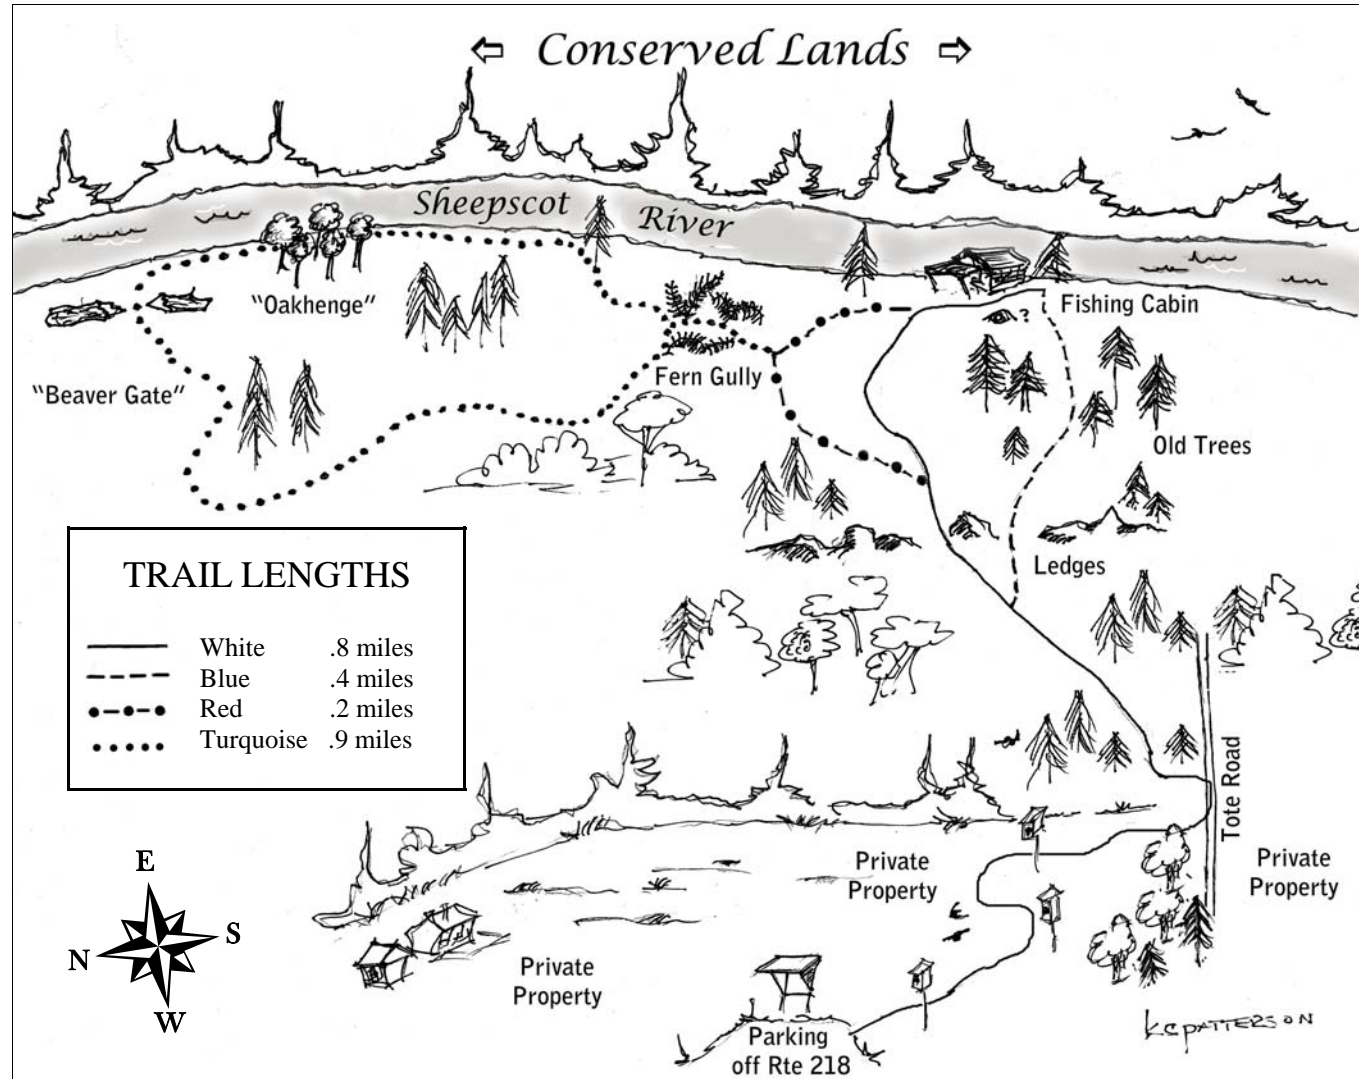 Conserved Lands
Sheepscot River
"Oakhenge"
Fishing Cabin
?
"Beaver Gate"
Fern Gully
Old Trees
Ledges
TRAIL LENGTHS
White .8 miles
Blue .4 miles
Red .2 miles
Turquoise .9 miles
Tote Road
E
N
S
W
Private
Property
Private
Property
Private
Property
Parking
off Rte 218
KCPATTERSON